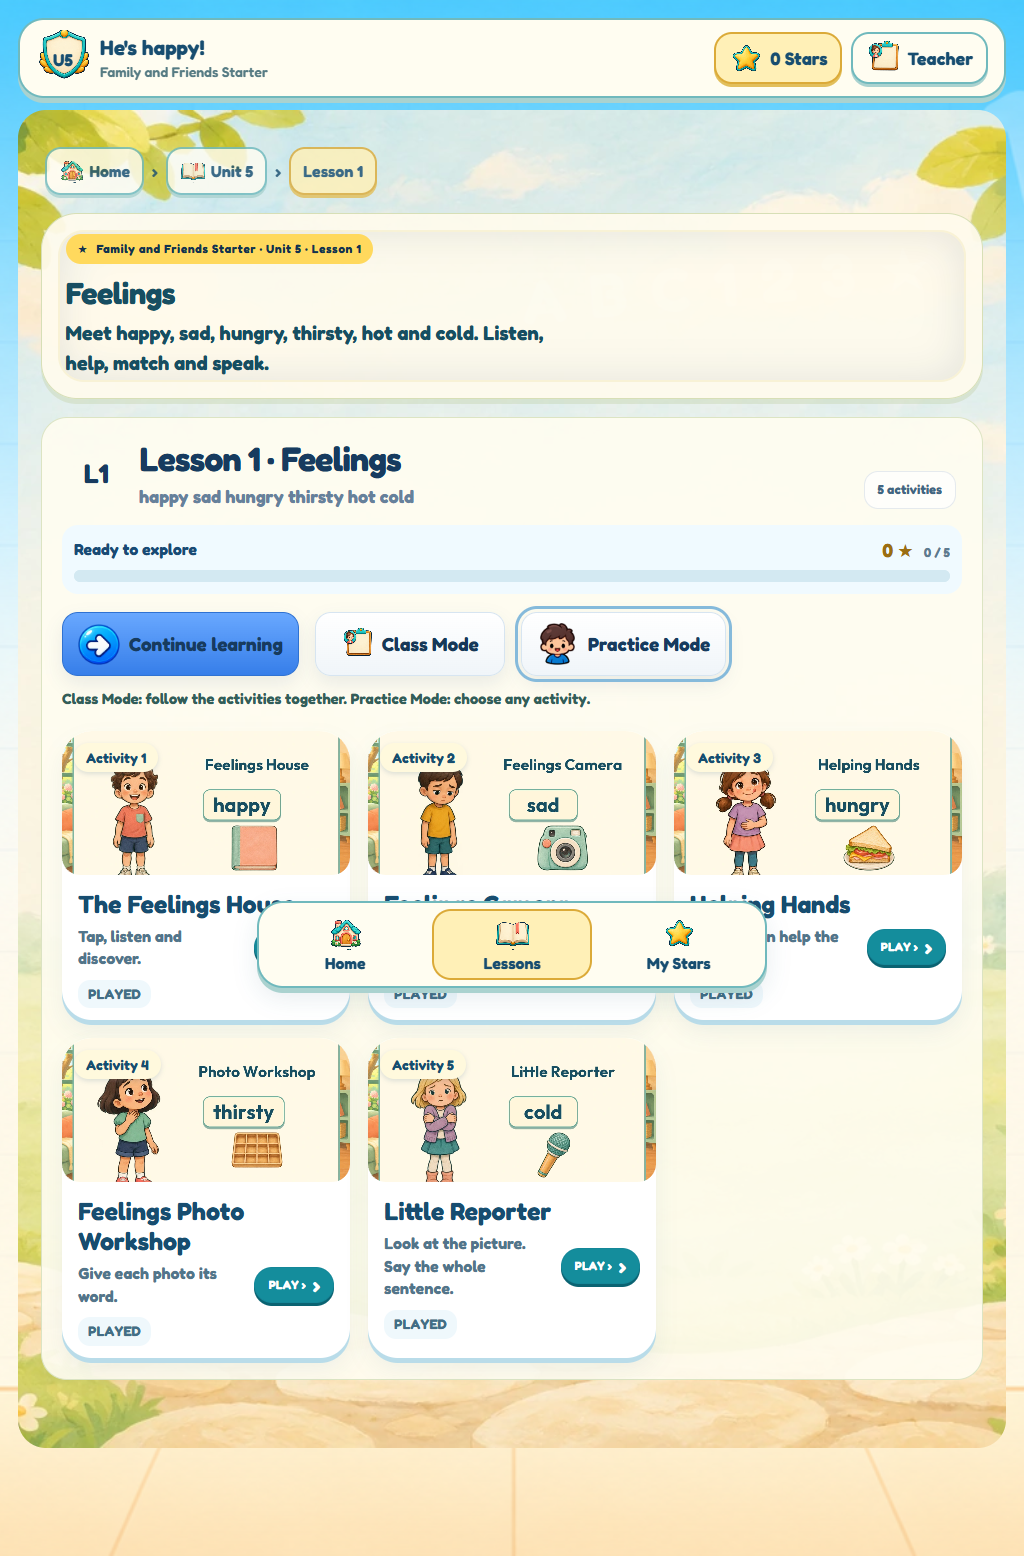 U5
He's happy!
Family and Friends Starter
0 Stars
Teacher
Home › Unit 5 › Lesson 1
★ Family and Friends Starter · Unit 5 · Lesson 1
Feelings
Meet happy, sad, hungry, thirsty, hot and cold. Listen,
help, match and speak.
L1
Lesson 1 · Feelings
happy sad hungry thirsty hot cold
5 activities
Ready to explore
0 ★ 0 / 5
Continue learning
Class Mode
Practice Mode
Class Mode: follow the activities together. Practice Mode: choose any activity.
Activity 1
Feelings House
happy
The Feelings House
Tap, listen and
discover.
PLAYED
Activity 2
Feelings Camera
sad
PLAYED
Activity 3
Helping Hands
hungry
Hands
help the
PLAY › ›
PLAYED
Home
Lessons
My Stars
Activity 4
Photo Workshop
thirsty
Feelings Photo
Workshop
Give each photo its
word.
PLAY › ›
PLAYED
Activity 5
Little Reporter
cold
Little Reporter
Look at the picture.
Say the whole
sentence.
PLAY › ›
PLAYED